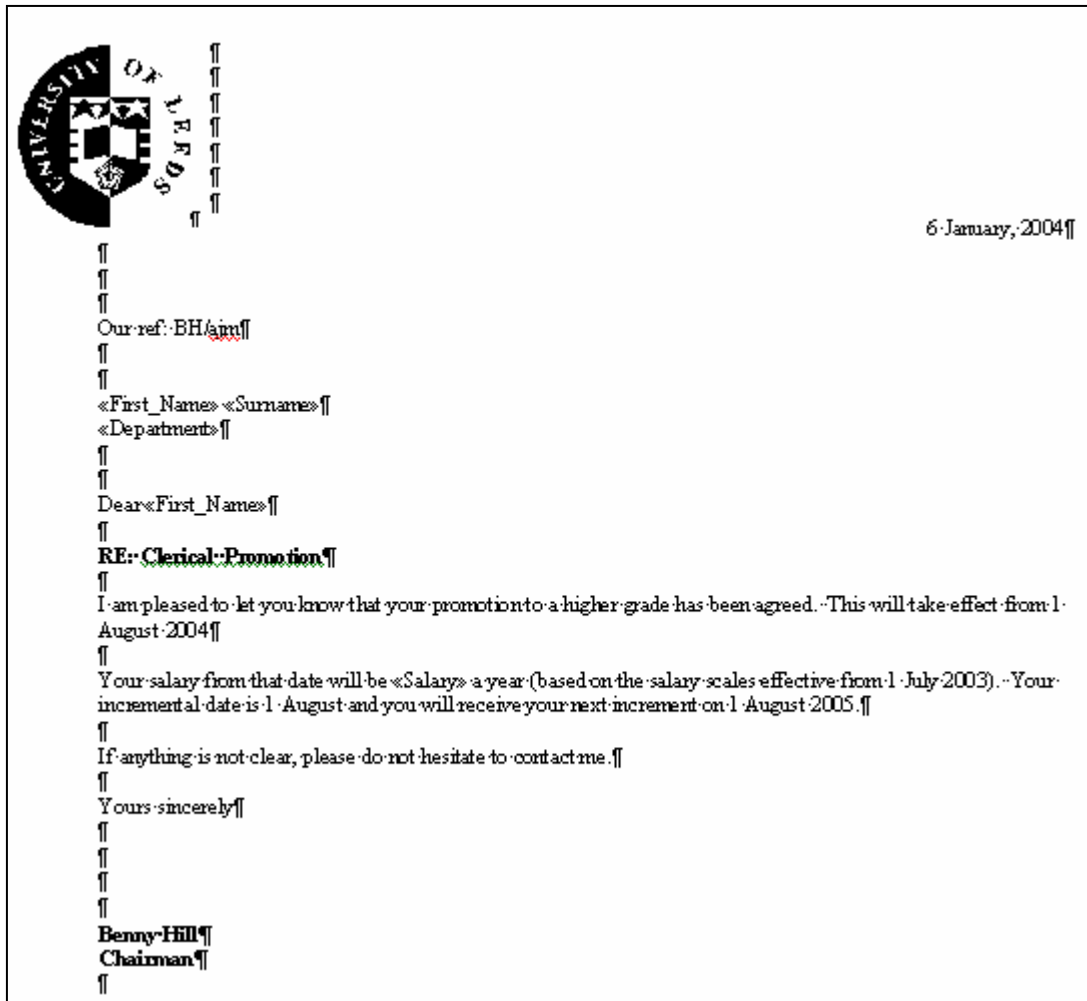 UNIVERSITY OF LEEDS
¶
¶
¶
¶
¶
¶
¶
¶
6·January,·2004¶
¶
¶
¶
Our·ref:·BH/ajm¶
¶
¶
«First_Name»·«Surname»¶
«Department»¶
¶
¶
Dear«First_Name»¶
¶
RE:·Clerical··Promotion¶
¶
I·am·pleased·to·let·you·know·that·your·promotion·to·a·higher·grade·has·been·agreed.··This·will·take·effect·from·1·
August·2004¶
¶
Your·salary·from·that·date·will·be·«Salary»·a·year·(based·on·the·salary·scales·effective·from·1·July·2003).··Your·
incremental·date·is·1·August·and·you·will·receive·your·next·increment·on·1·August·2005.¶
¶
If·anything·is·not·clear,·please·do·not·hesitate·to·contact·me.¶
¶
Yours·sincerely¶
¶
¶
¶
¶
Benny·Hill¶
Chairman¶
¶